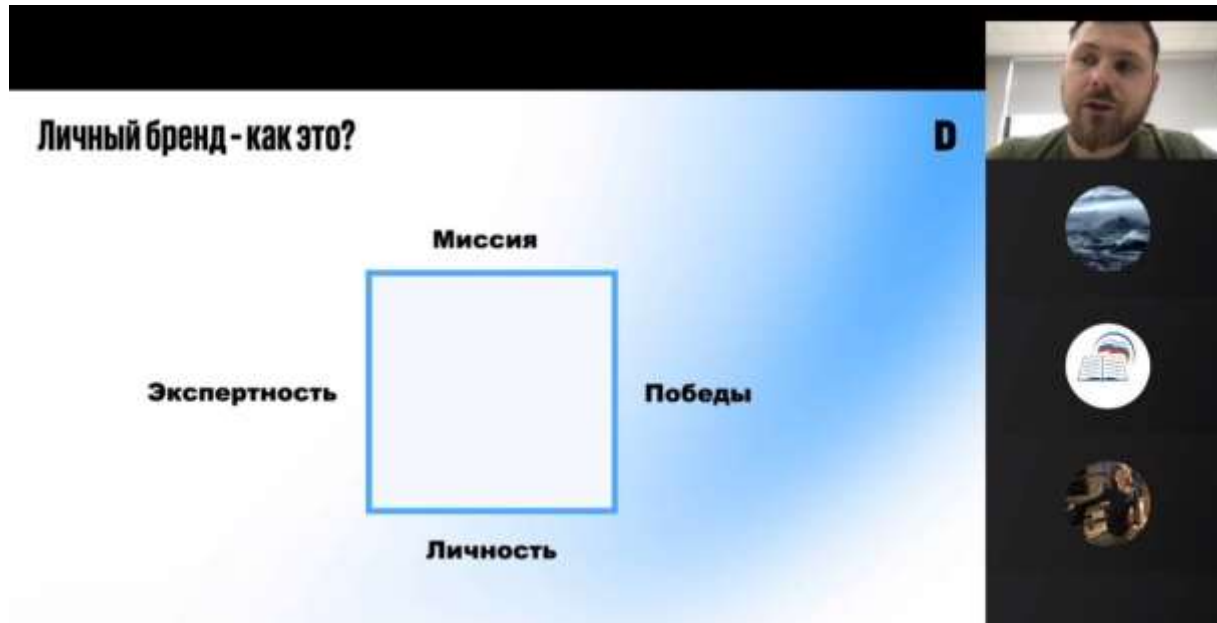 Личный бренд - как это?
D
Миссия
Экспертность
Победы
Личность